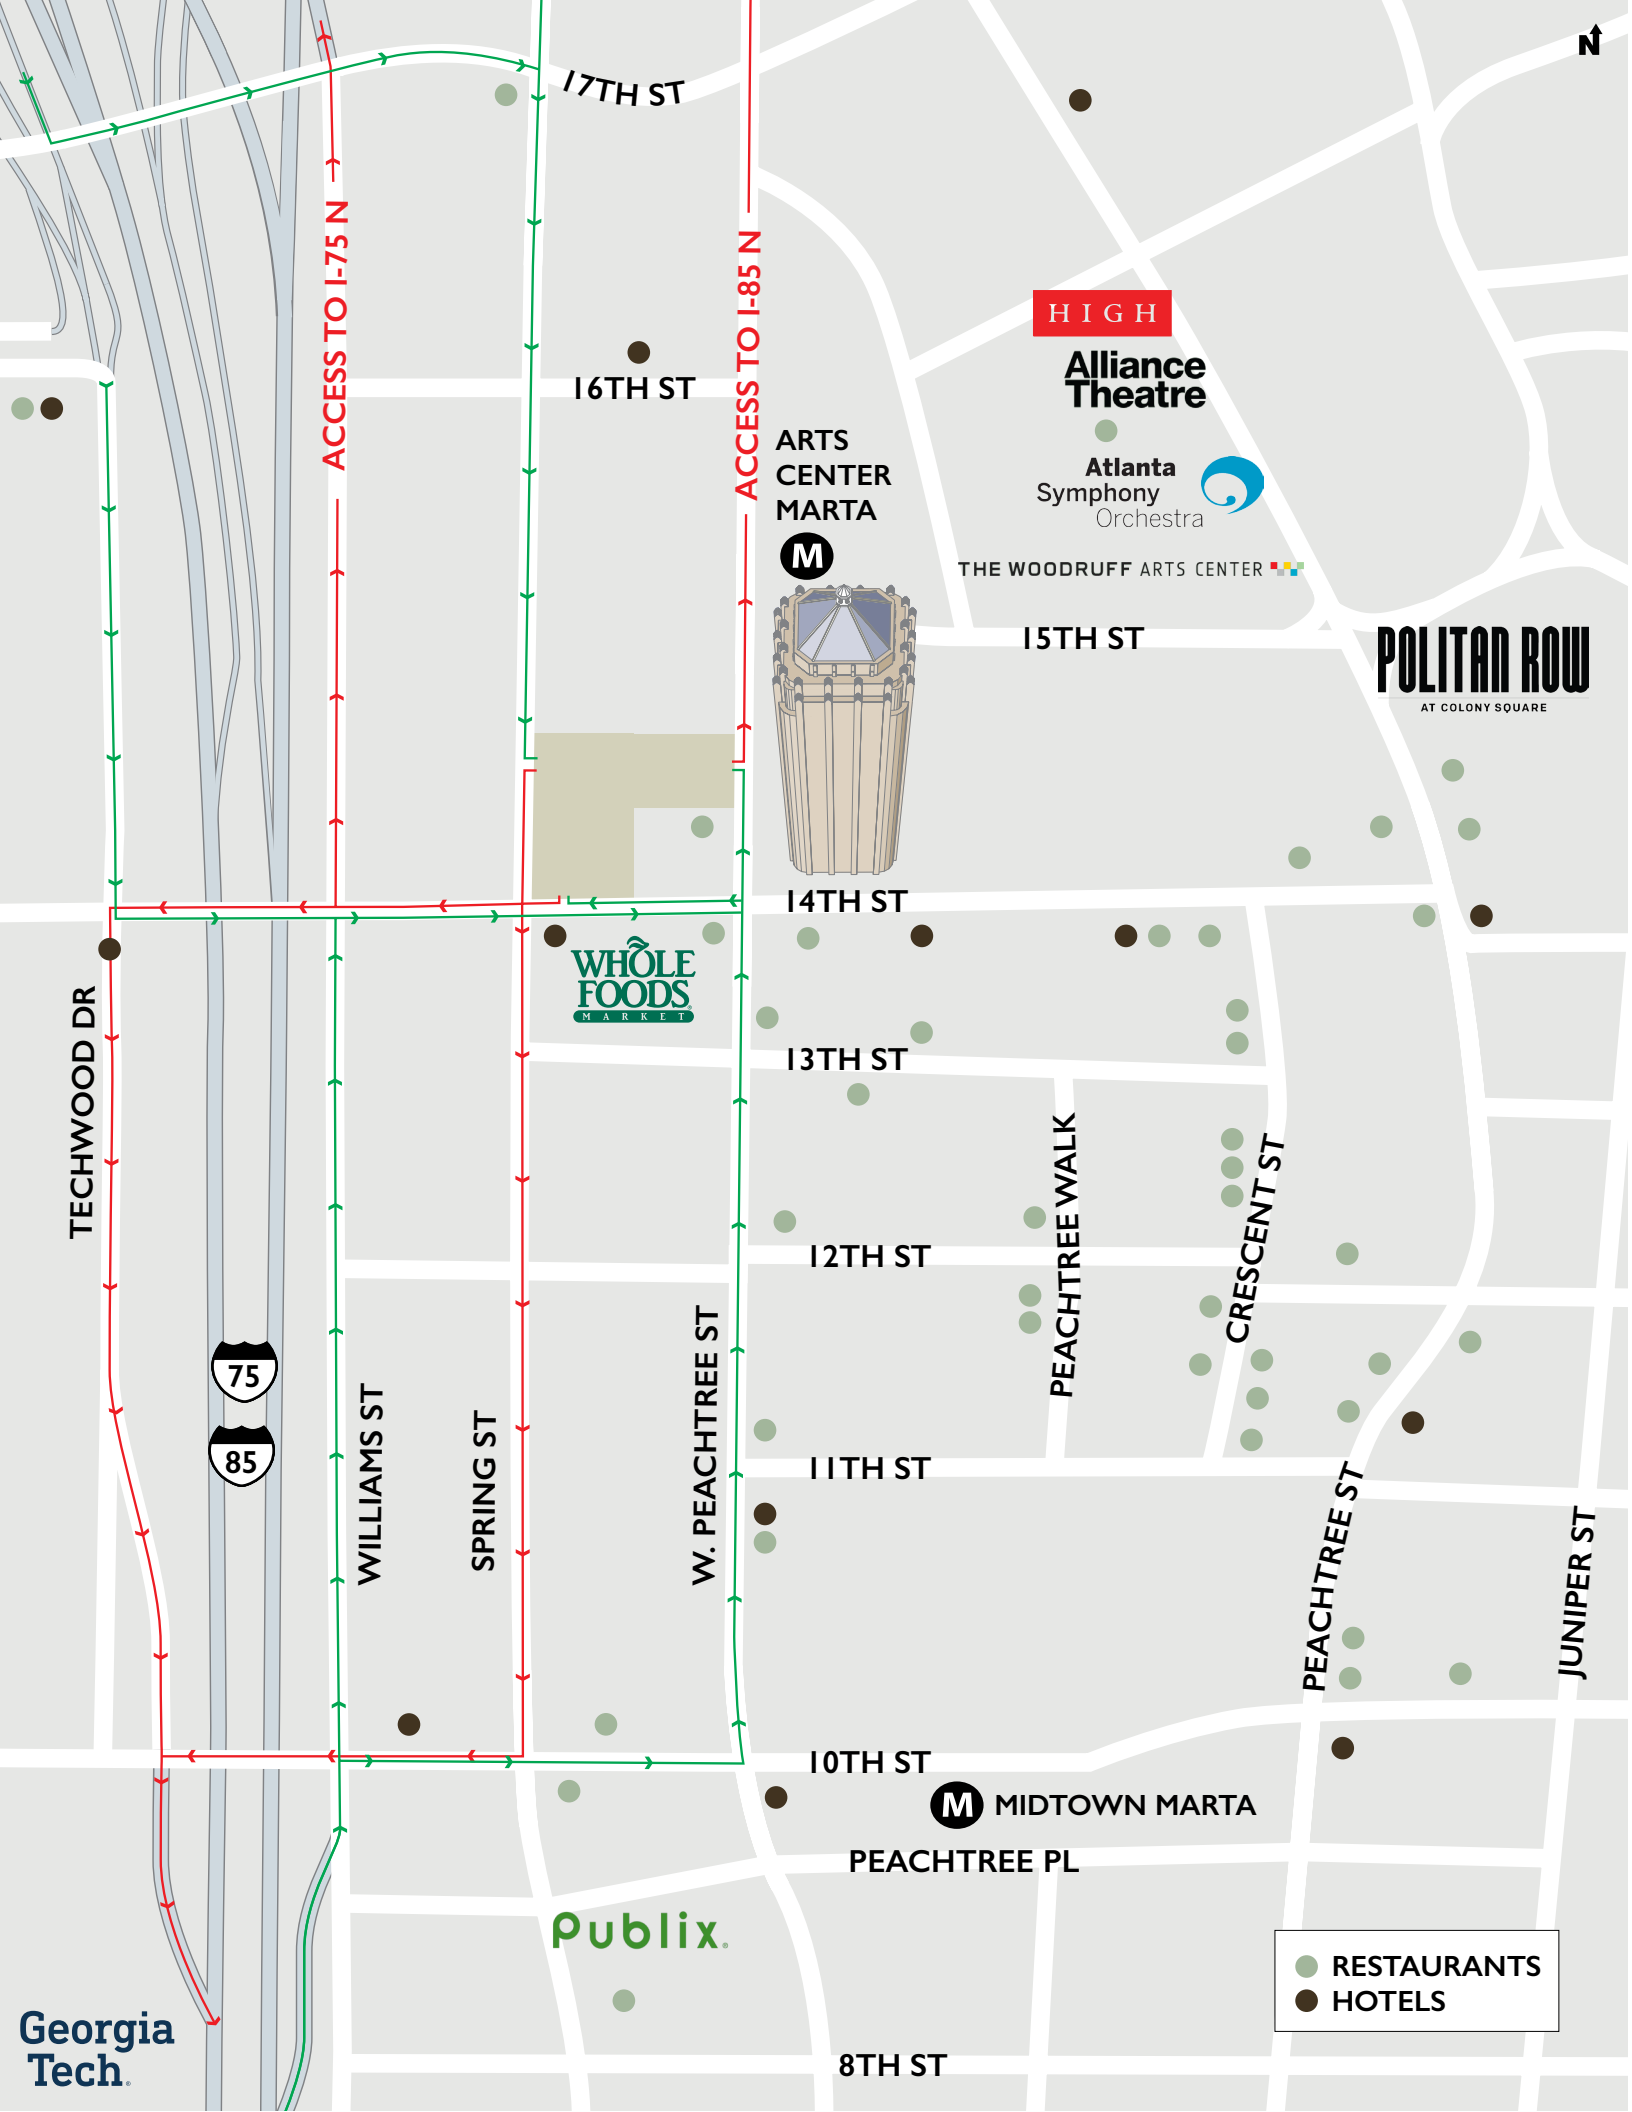 N
17TH ST
ACCESS TO I-75 N
ACCESS TO I-85 N
HIGH
Alliance
Theatre
16TH ST
ARTS
CENTER
MARTA
M
Atlanta
Symphony
Orchestra
THE WOODRUFF ARTS CENTER
15TH ST
POLITAN ROW
AT COLONY SQUARE
14TH ST
WHOLE
FOODS
MARKET
TECHWOOD DR
13TH ST
PEACHTREE WALK
CRESCENT ST
12TH ST
75
85
WILLIAMS ST
SPRING ST
W. PEACHTREE ST
11TH ST
PEACHTREE ST
JUNIPER ST
10TH ST
M MIDTOWN MARTA
PEACHTREE PL
Publix
RESTAURANTS
HOTELS
Georgia
Tech
8TH ST